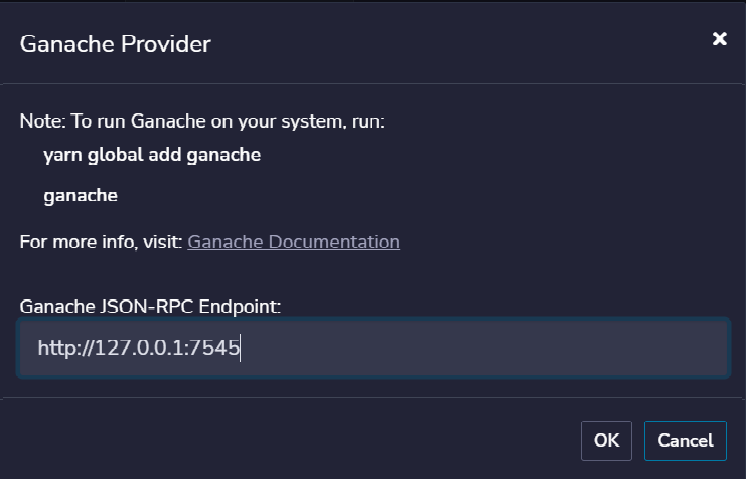 Ganache Provider
Note: To run Ganache on your system, run:
yarn global add ganache
ganache
For more info, visit: Ganache Documentation
Ganache JSON-RPC Endpoint:
http://127.0.0.1:7545
OK Cancel